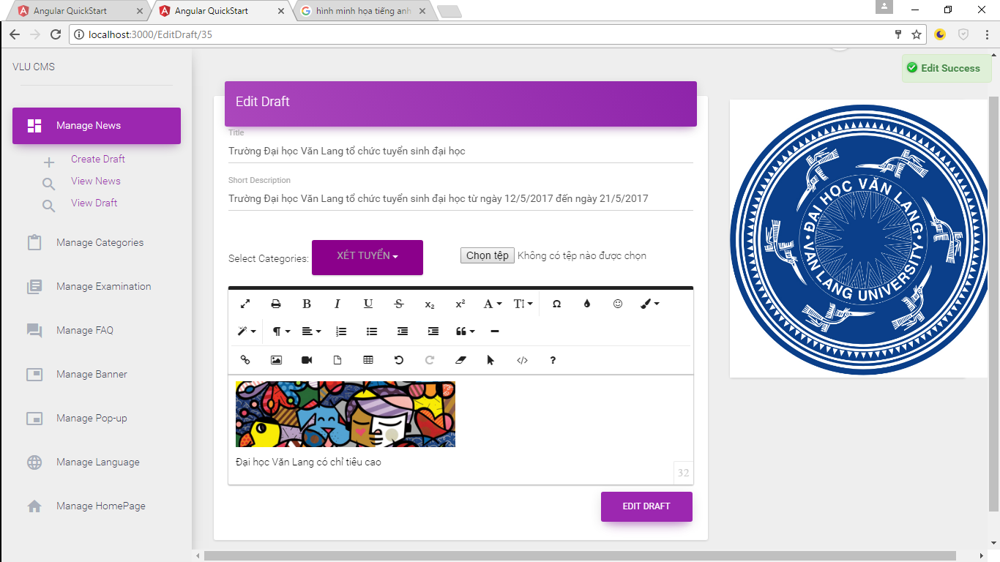 Angular QuickStart
Angular QuickStart
hình minh họa tiếng anh
localhost:3000/EditDraft/35
VLU CMS
Edit Success
Manage News
Create Draft
View News
View Draft
Manage Categories
Manage Examination
Manage FAQ
Manage Banner
Manage Pop-up
Manage Language
Manage HomePage
Edit Draft
Title
Trường Đại học Văn Lang tổ chức tuyển sinh đại học
Short Description
Trường Đại học Văn Lang tổ chức tuyển sinh đại học từ ngày 12/5/2017 đến ngày 21/5/2017
Select Categories: XÉT TUYỂN Chọn tệp Không có tệp nào được chọn
B I U S x₂ x² A T Ω
¶
</> ?
Đại học Văn Lang có chỉ tiêu cao
32
EDIT DRAFT
ĐẠI HỌC VĂN LANG
VAN LANG UNIVERSITY